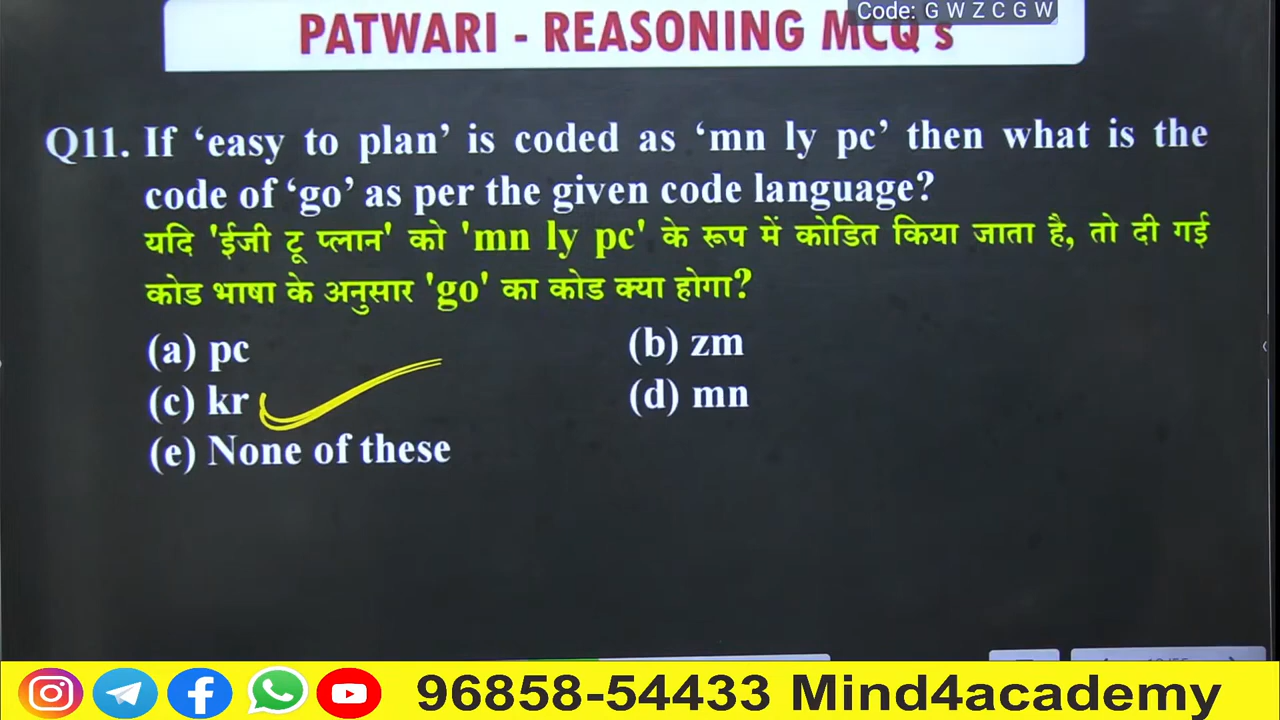 Code: G W Z C G W
PATWARI - REASONING MCQ's
Q11. If ‘easy to plan’ is coded as ‘mn ly pc’ then what is the
code of ‘go’ as per the given code language?
यदि 'ईजी टू प्लान' को 'mn ly pc' के रूप में कोडित किया जाता है, तो दी गई
कोड भाषा के अनुसार 'go' का कोड क्या होगा?
(a) pc
(b) zm
(c) kr
(d) mn
(e) None of these
96858-54433 Mind4academy